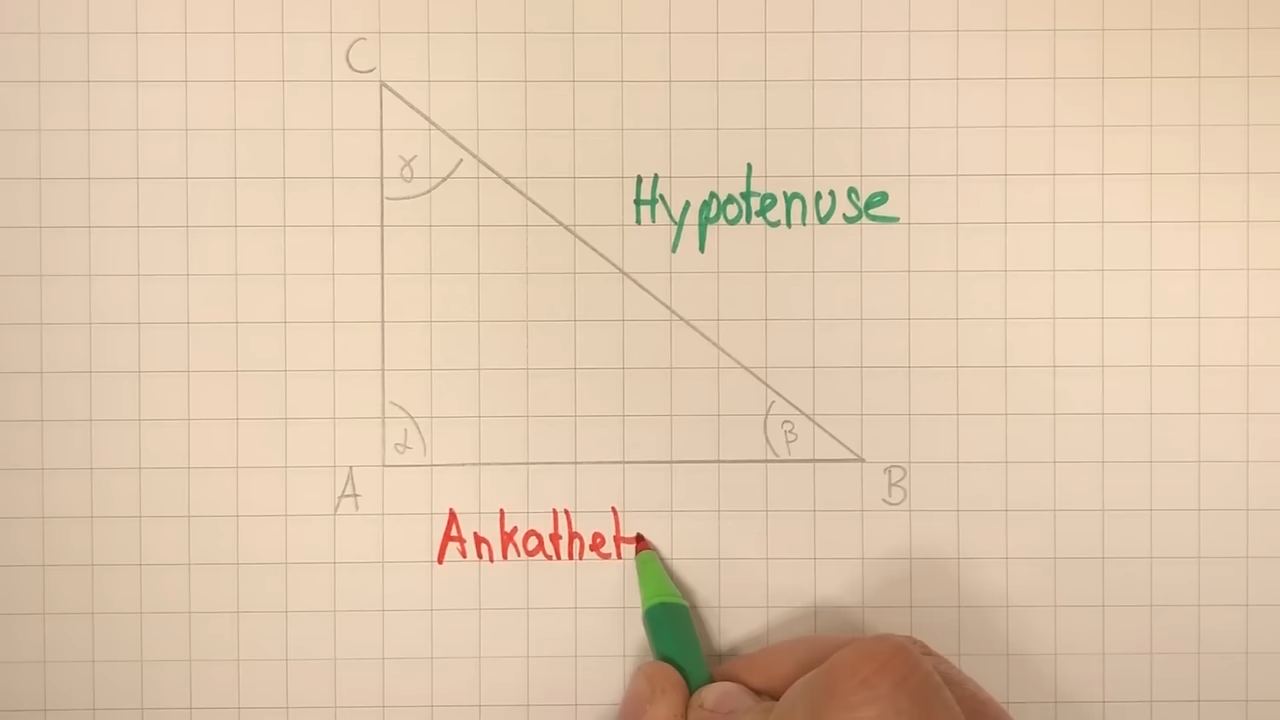 C
γ
Hypotenuse
α
β
A
B
Ankathet